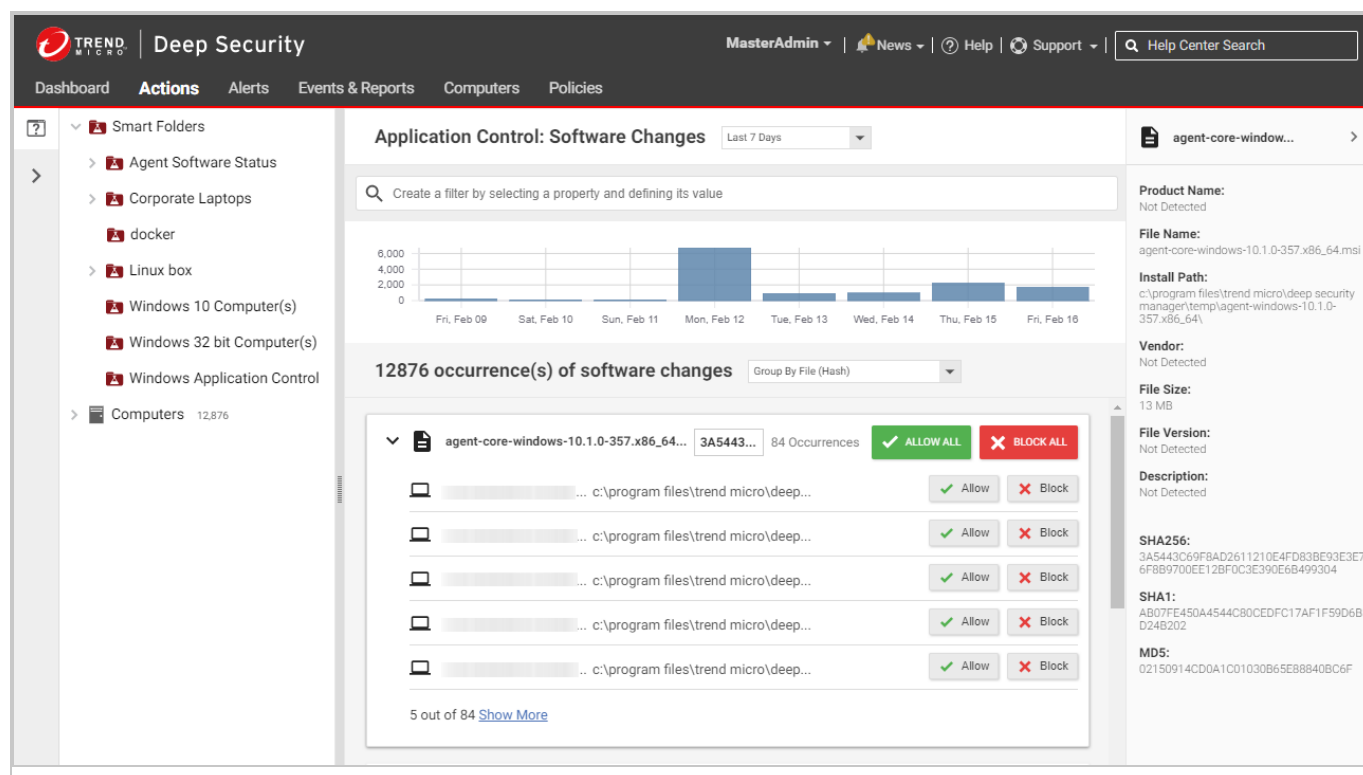 TREND MICRO Deep Security
MasterAdmin News Help Support Help Center Search
Dashboard Actions Alerts Events & Reports Computers Policies
Smart Folders
Agent Software Status
Corporate Laptops
docker
Linux box
Windows 10 Computer(s)
Windows 32 bit Computer(s)
Windows Application Control
Computers 12,876
Application Control: Software Changes Last 7 Days
Create a filter by selecting a property and defining its value
6,000
4,000
2,000
0
Fri, Feb 09 Sat, Feb 10 Sun, Feb 11 Mon, Feb 12 Tue, Feb 13 Wed, Feb 14 Thu, Feb 15 Fri, Feb 16
12876 occurrence(s) of software changes Group By File (Hash)
agent-core-windows-10.1.0-357.x86_64... 3A5443... 84 Occurrences ALLOW ALL BLOCK ALL
... c:\program files\trend micro\deep... Allow Block
... c:\program files\trend micro\deep... Allow Block
... c:\program files\trend micro\deep... Allow Block
... c:\program files\trend micro\deep... Allow Block
.. c:\program files\trend micro\deep... Allow Block
5 out of 84 Show More
agent-core-window...
Product Name:
Not Detected
File Name:
agent-core-windows-10.1.0-357.x86_64.msi
Install Path:
c:\program files\trend micro\deep security
manager\temp\agent-windows-10.1.0-
357.x86_64\
Vendor:
Not Detected
File Size:
13 MB
File Version:
Not Detected
Description:
Not Detected
SHA256:
3A5443C69F8AD2611210E4FD83BE93E3E7
6F8B9700EE12BF0C3E390E6B499304
SHA1:
AB07FE450A4544C80CEDFC17AF1F59D6B
D24B202
MD5:
02150914CD0A1C01030B65E88840BC6F